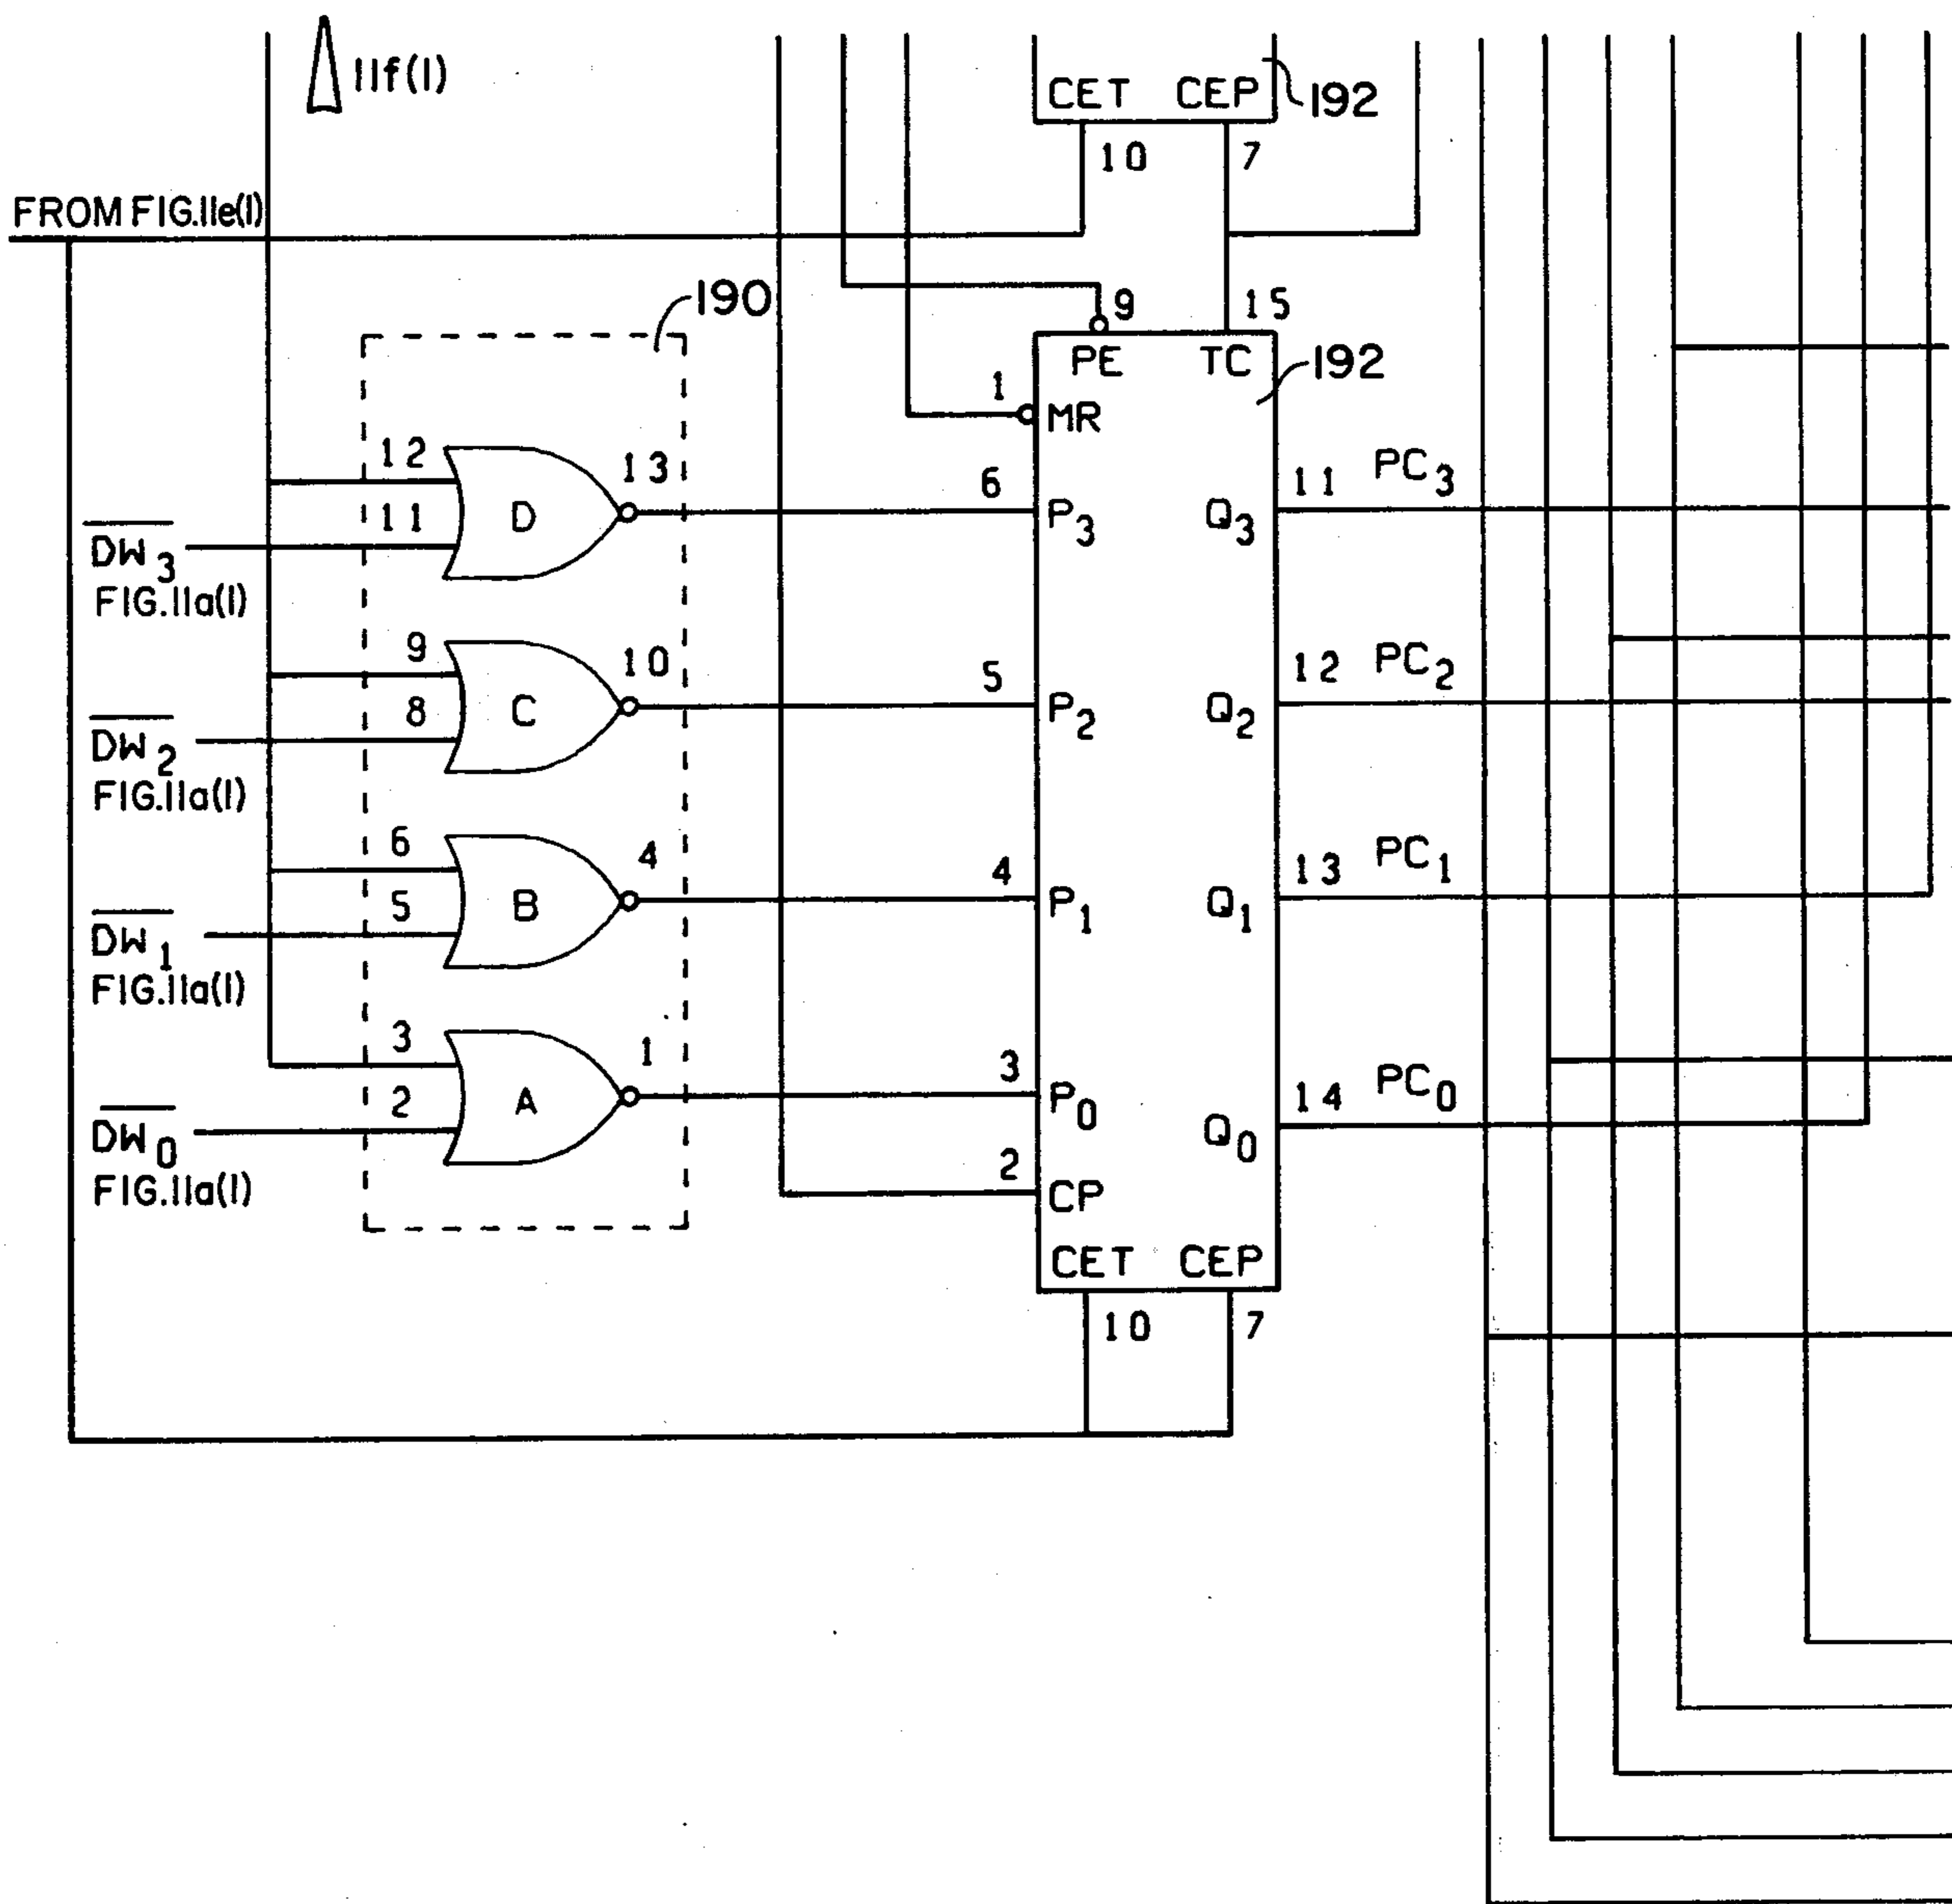 11f(1)
CET CEP
192
10 7
FROM FIG.11e(1)
190
9 15
PE TC
192
1
MR
12
11
D
13
6
P3
Q3
11
PC3
DW3
FIG.11a(1)
9
8
C
10
5
P2
Q2
12
PC2
DW2
FIG.11a(1)
6
5
B
4
4
P1
Q1
13
PC1
DW1
FIG.11a(1)
3
2
A
1
3
P0
Q0
14
PC0
DW0
FIG.11a(1)
2
CP
CET CEP
10 7